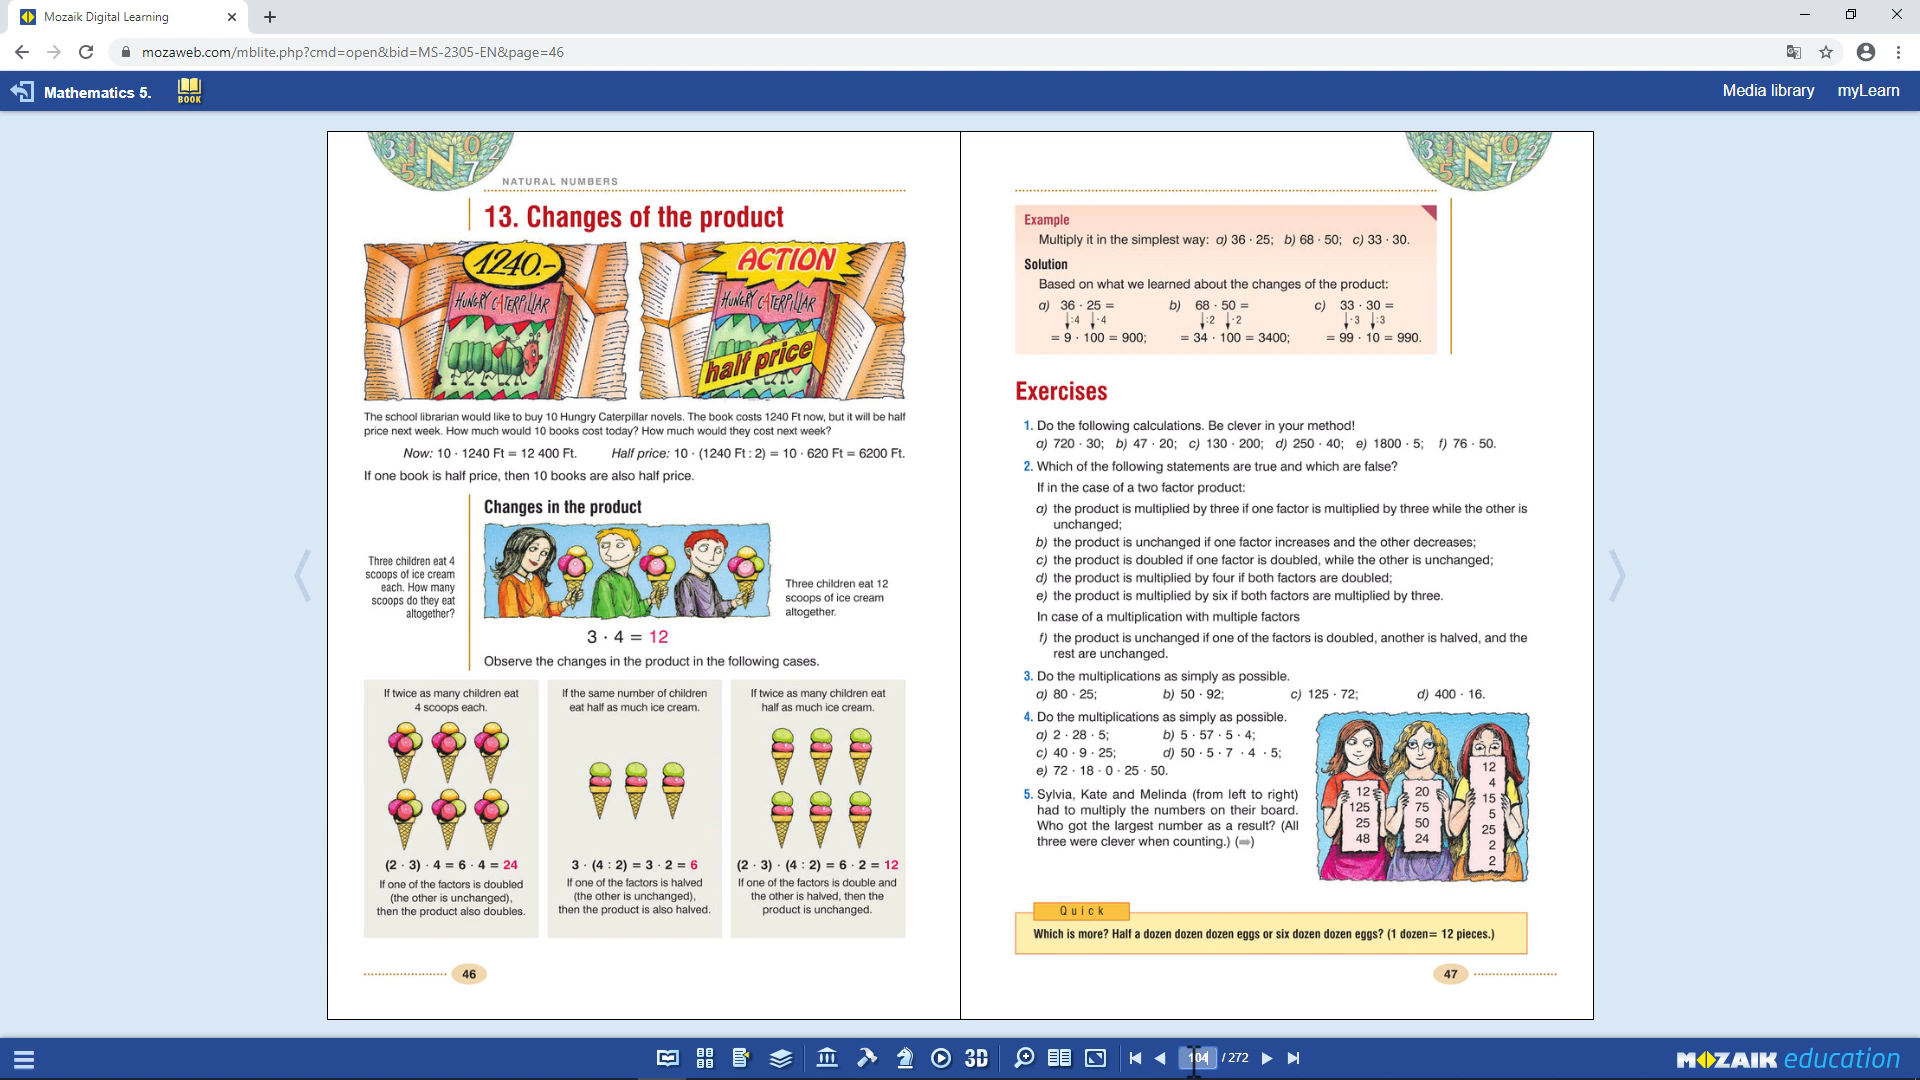 Mozaik Digital Learning
mozaweb.com/mblite.php?cmd=open&bid=MS-2305-EN&page=46
Mathematics 5.
BOOK
Media library
myLearn
3 1 0 2
5 N 7
NATURAL NUMBERS
13. Changes of the product
1240.-
HUNGRY CATERPILLAR
ACTION
HUNGRY CATERPILLAR
half price
The school librarian would like to buy 10 Hungry Caterpillar novels. The book costs 1240 Ft now, but it will be half
price next week. How much would 10 books cost today? How much would they cost next week?
Now: 10 · 1240 Ft = 12 400 Ft. Half price: 10 · (1240 Ft : 2) = 10 · 620 Ft = 6200 Ft.
If one book is half price, then 10 books are also half price.
Changes in the product
Three children eat 4
scoops of ice cream
each. How many
scoops do they eat
altogether?
Three children eat 12
scoops of ice cream
altogether.
3 · 4 = 12
Observe the changes in the product in the following cases.
If twice as many children eat
4 scoops each.
(2 · 3) · 4 = 6 · 4 = 24
If one of the factors is doubled
(the other is unchanged),
then the product also doubles.
If the same number of children
eat half as much ice cream.
3 · (4 : 2) = 3 · 2 = 6
If one of the factors is halved
(the other is unchanged),
then the product is also halved.
If twice as many children eat
half as much ice cream.
(2 · 3) · (4 : 2) = 6 · 2 = 12
If one of the factors is double and
the other is halved, then the
product is unchanged.
46
3 1 0 2
5 N 7
Example
Multiply it in the simplest way: a) 36 · 25; b) 68 · 50; c) 33 · 30.
Solution
Based on what we learned about the changes of the product:
a) 36 · 25 = b) 68 · 50 = c) 33 · 30 =
:4 ·4 :2 ·2 ·3 :3
= 9 · 100 = 900; = 34 · 100 = 3400; = 99 · 10 = 990.
Exercises
1. Do the following calculations. Be clever in your method!
a) 720 · 30; b) 47 · 20; c) 130 · 200; d) 250 · 40; e) 1800 · 5; f) 76 · 50.
2. Which of the following statements are true and which are false?
If in the case of a two factor product:
a) the product is multiplied by three if one factor is multiplied by three while the other is
unchanged;
b) the product is unchanged if one factor increases and the other decreases;
c) the product is doubled if one factor is doubled, while the other is unchanged;
d) the product is multiplied by four if both factors are doubled;
e) the product is multiplied by six if both factors are multiplied by three.
In case of a multiplication with multiple factors
f) the product is unchanged if one of the factors is doubled, another is halved, and the
rest are unchanged.
3. Do the multiplications as simply as possible.
a) 80 · 25; b) 50 · 92; c) 125 · 72; d) 400 · 16.
4. Do the multiplications as simply as possible.
a) 2 · 28 · 5; b) 5 · 57 · 5 · 4;
c) 40 · 9 · 25; d) 50 · 5 · 7 · 4 · 5;
e) 72 · 18 · 0 · 25 · 50.
5. Sylvia, Kate and Melinda (from left to right)
had to multiply the numbers on their board.
Who got the largest number as a result? (All
three were clever when counting.) (➡)
12
125
25
48
20
75
50
24
12
4
15
5
25
2
2
Quick
Which is more? Half a dozen dozen dozen eggs or six dozen dozen eggs? (1 dozen= 12 pieces.)
47
3D
104 / 272
MOZAIK education